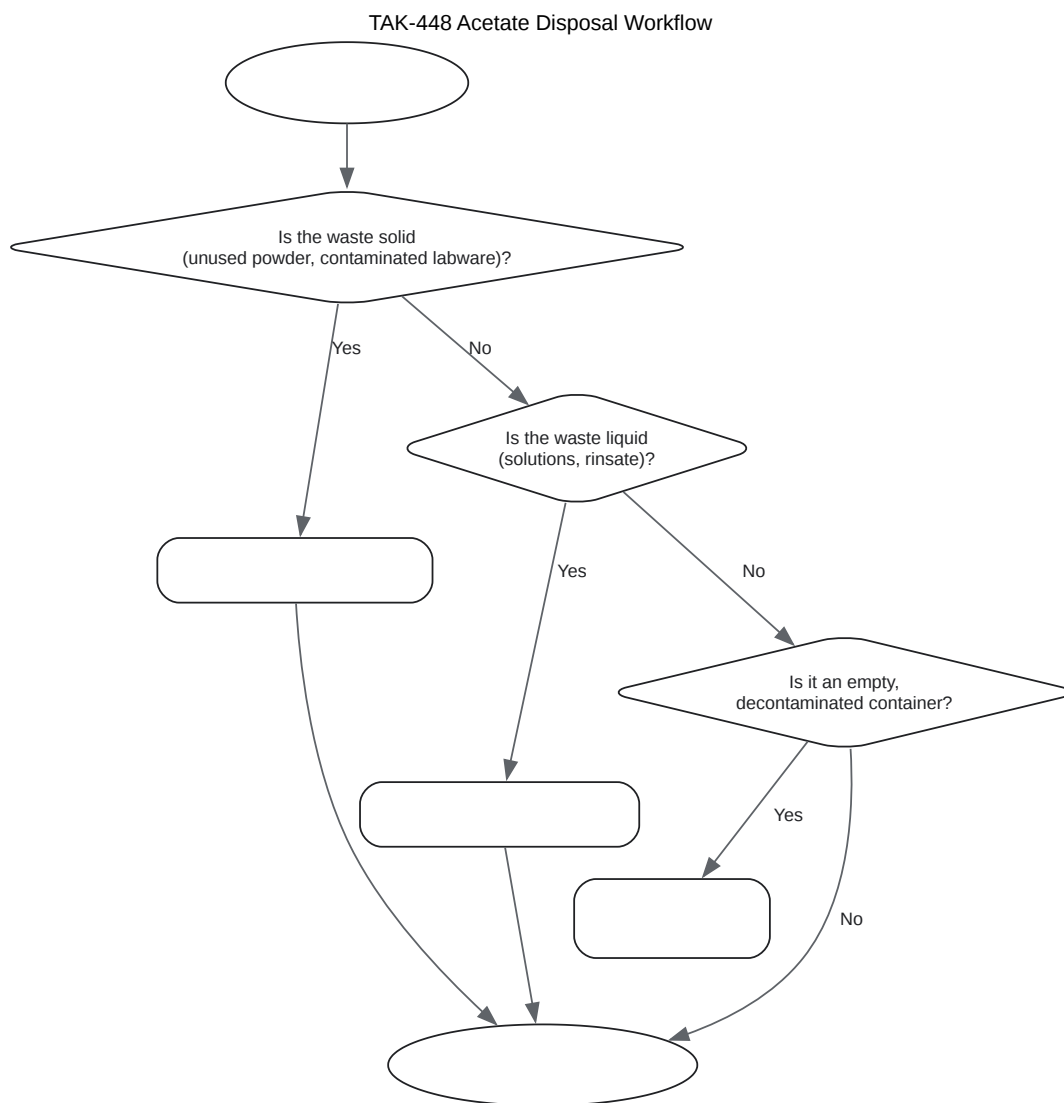 TAK-448 Acetate Disposal Workflow
Is the waste solid
(unused powder, contaminated labware)?
Yes
No
Is the waste liquid
(solutions, rinsate)?
Yes
No
Is it an empty,
decontaminated container?
Yes
No